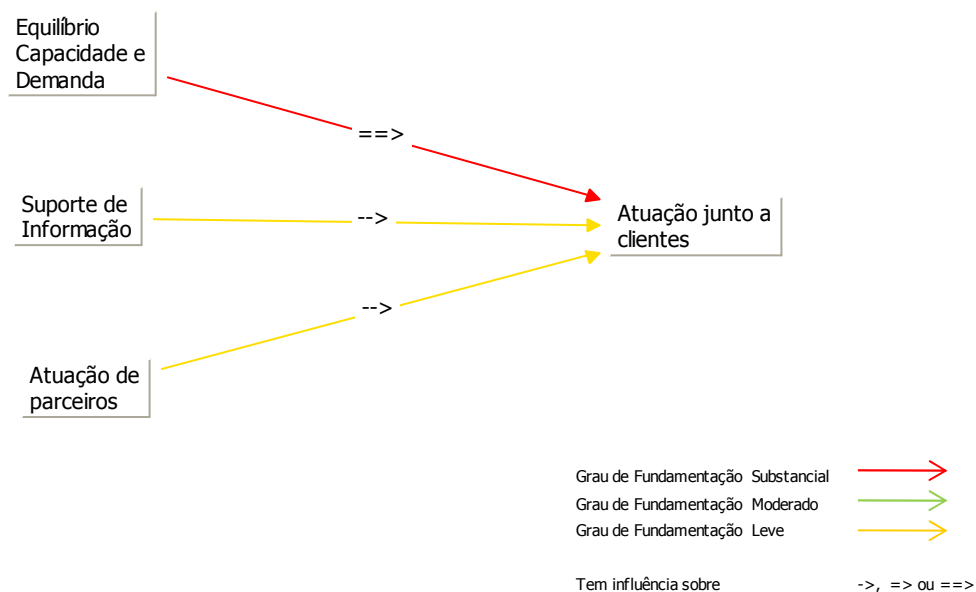 Equilíbrio
Capacidade e
Demanda
==>
Suporte de
Informação
-->
Atuação junto a
clientes
-->
Atuação de
parceiros
Grau de Fundamentação Substancial
Grau de Fundamentação Moderado
Grau de Fundamentação Leve
Tem influência sobre ->, => ou ==>